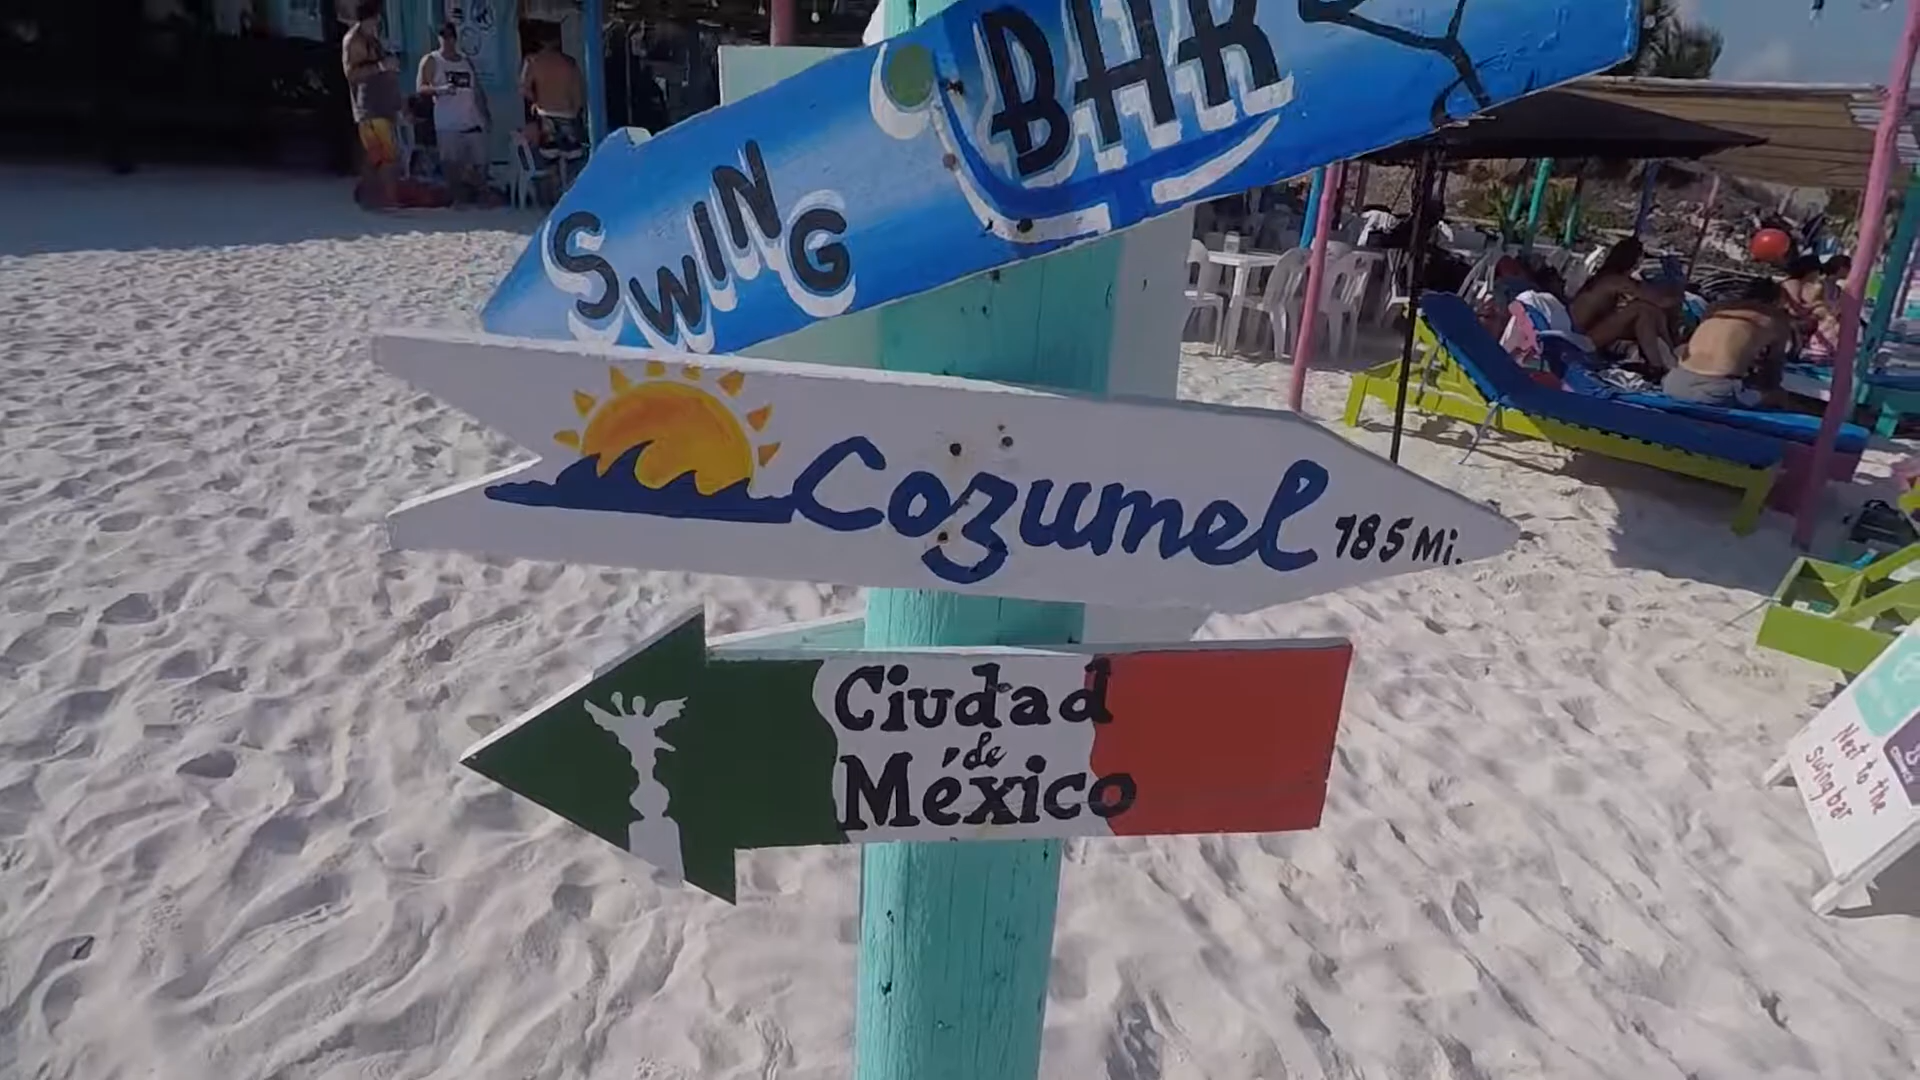 SWING BAR
Cozumel 185 Mi.
Ciudad
de
México
Next to the
Swing bar